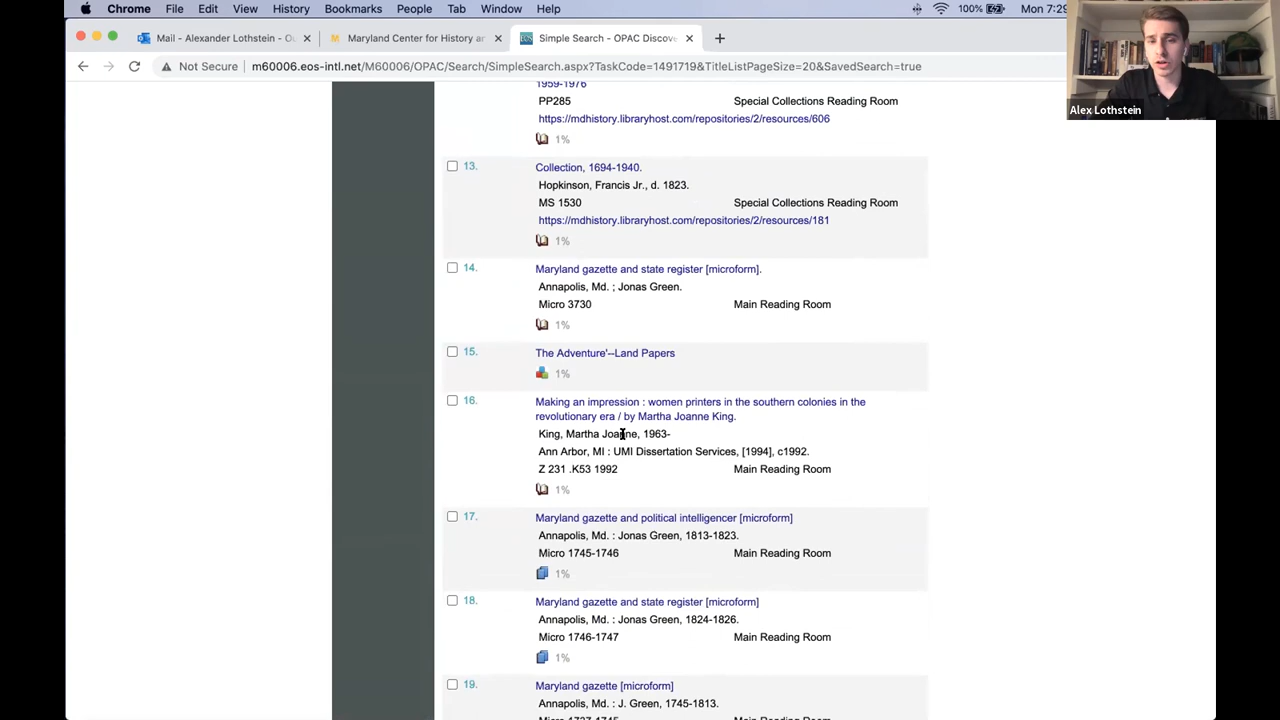 Chrome File Edit View History Bookmarks People Tab Window Help 100% Mon 7:29
Mail - Alexander Lothstein - Ou
Maryland Center for History an
EOS Simple Search - OPAC Discove
Not Secure m60006.eos-intl.net/M60006/OPAC/Search/SimpleSearch.aspx?TaskCode=1491719&TitleListPageSize=20&SavedSearch=true
Alex Lothstein
1959-1976
PP285 Special Collections Reading Room
https://mdhistory.libraryhost.com/repositories/2/resources/606
1%
13. Collection, 1694-1940.
Hopkinson, Francis Jr., d. 1823.
MS 1530 Special Collections Reading Room
https://mdhistory.libraryhost.com/repositories/2/resources/181
1%
14. Maryland gazette and state register [microform].
Annapolis, Md. ; Jonas Green.
Micro 3730 Main Reading Room
1%
15. The Adventure'--Land Papers
1%
16. Making an impression : women printers in the southern colonies in the
revolutionary era / by Martha Joanne King.
King, Martha Joanne, 1963-
Ann Arbor, MI : UMI Dissertation Services, [1994], c1992.
Z 231 .K53 1992 Main Reading Room
1%
17. Maryland gazette and political intelligencer [microform]
Annapolis, Md. : Jonas Green, 1813-1823.
Micro 1745-1746 Main Reading Room
1%
18. Maryland gazette and state register [microform]
Annapolis, Md. : Jonas Green, 1824-1826.
Micro 1746-1747 Main Reading Room
1%
19. Maryland gazette [microform]
Annapolis, Md. : J. Green, 1745-1813.
Micro 1737-1745 Main Reading Room